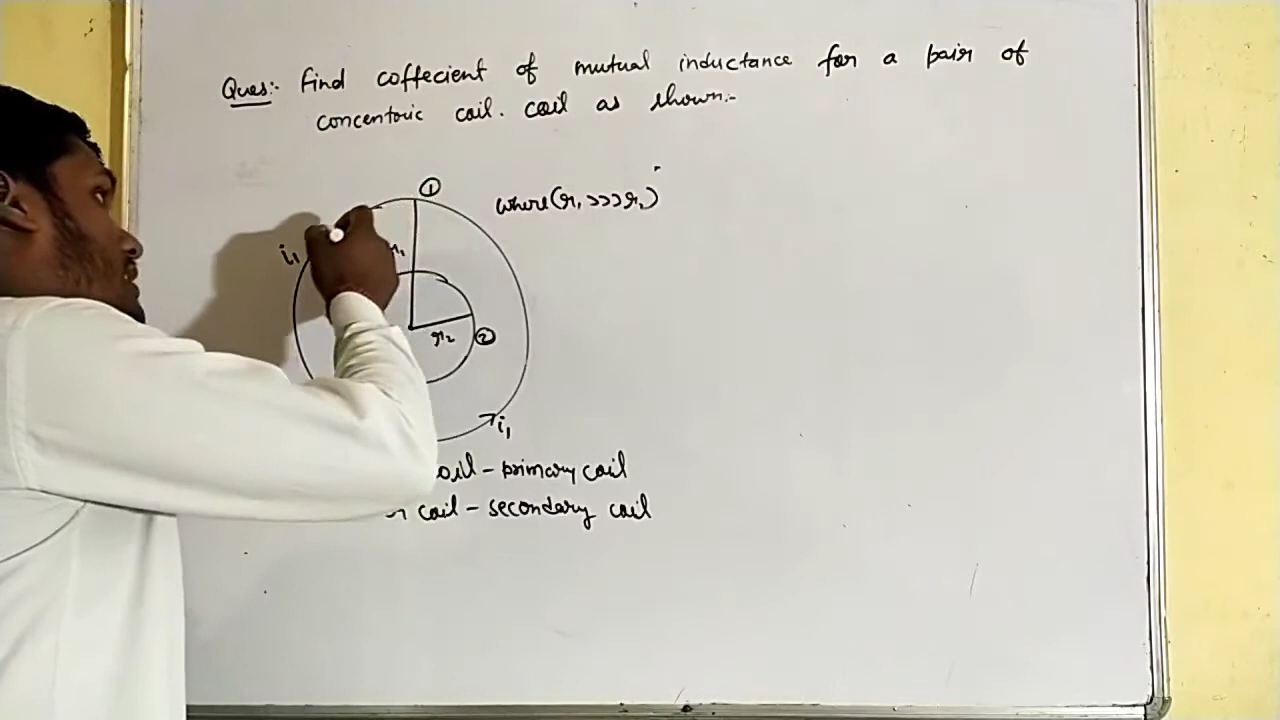 Ques:- Find coffecient of mutual inductance for a pair of
concentric coil. coil as shown:-
①
where (r₁ >>> r₂)
i₁
r₁
r₂ ②
i₁
coil - primary coil
coil - secondary coil